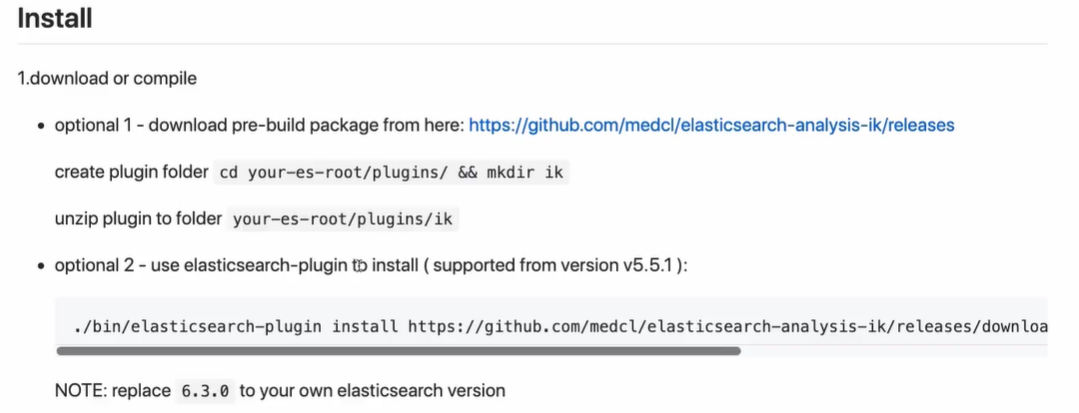 Install
1.download or compile
• optional 1 - download pre-build package from here: https://github.com/medcl/elasticsearch-analysis-ik/releases
create plugin folder cd your-es-root/plugins/ && mkdir ik
unzip plugin to folder your-es-root/plugins/ik
• optional 2 - use elasticsearch-plugin to install ( supported from version v5.5.1 ):
./bin/elasticsearch-plugin install https://github.com/medcl/elasticsearch-analysis-ik/releases/downloa
NOTE: replace 6.3.0 to your own elasticsearch version